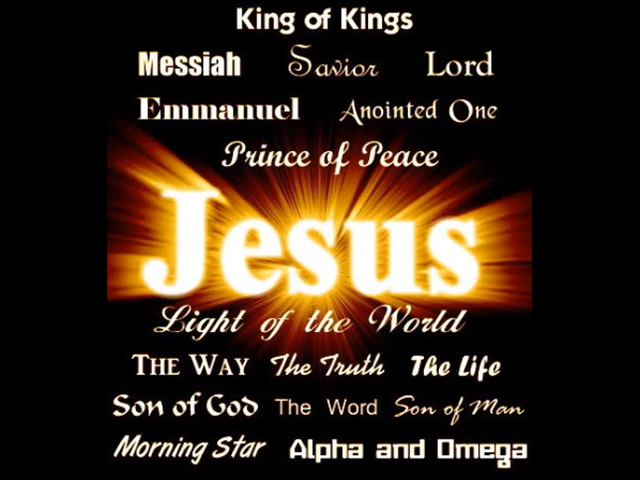 King of Kings
Messiah Savior Lord
Emmanuel Anointed One
Prince of Peace
Jesus
Light of the World
THE WAY The Truth The Life
Son of God The Word Son of Man
Morning Star Alpha and Omega